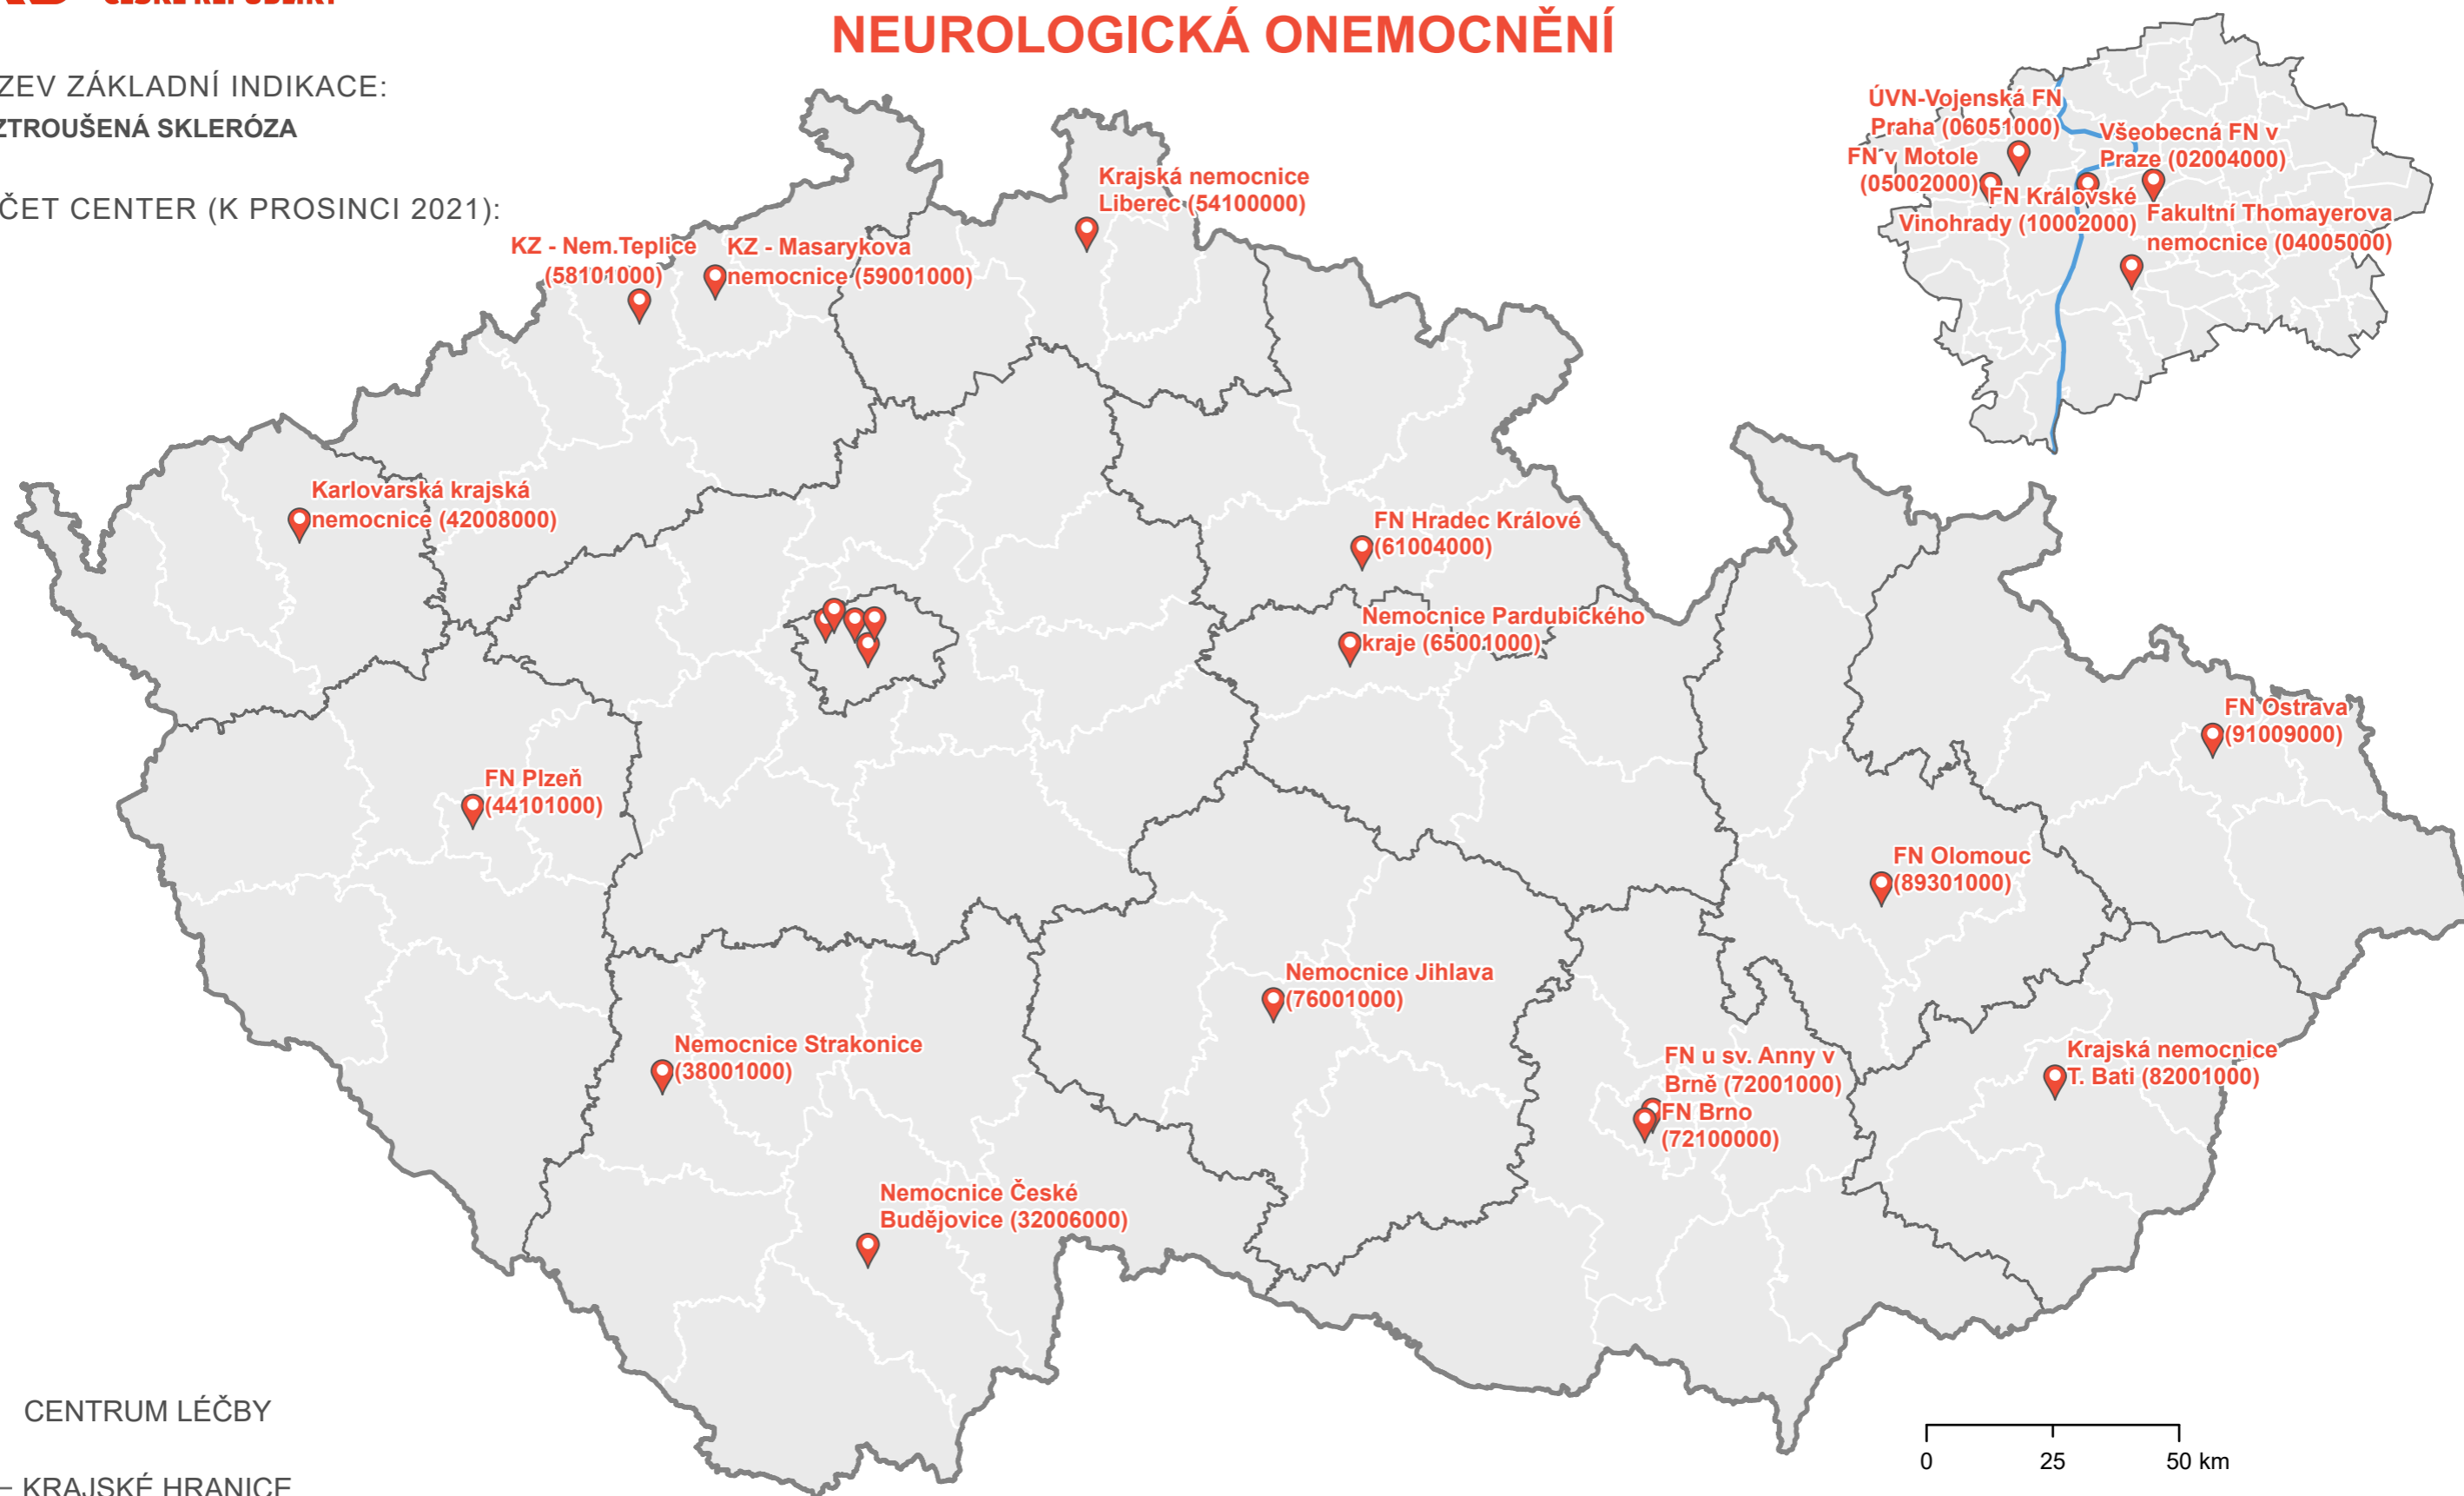 ČESKÉ REPUBLIKY
NEUROLOGICKÁ ONEMOCNĚNÍ
ZEV ZÁKLADNÍ INDIKACE:
ZTROUŠENÁ SKLERÓZA
ČET CENTER (K PROSINCI 2021):
ÚVN-Vojenská FN
Praha (06051000)
Všeobecná FN v
Praze (02004000)
FN v Motole
(05002000)
FN Královské
Vinohrady (10002000)
Fakultní Thomayerova
nemocnice (04005000)
Krajská nemocnice
Liberec (54100000)
KZ - Nem.Teplice
(58101000)
KZ - Masarykova
nemocnice (59001000)
Karlovarská krajská
nemocnice (42008000)
FN Hradec Králové
(61004000)
Nemocnice Pardubického
kraje (65001000)
FN Ostrava
(91009000)
FN Plzeň
(44101000)
FN Olomouc
(89301000)
Nemocnice Jihlava
(76001000)
Nemocnice Strakonice
(38001000)
FN u sv. Anny v
Brně (72001000)
FN Brno
(72100000)
Krajská nemocnice
T. Bati (82001000)
Nemocnice České
Budějovice (32006000)
CENTRUM LÉČBY
KRAJSKÉ HRANICE
0 25 50 km